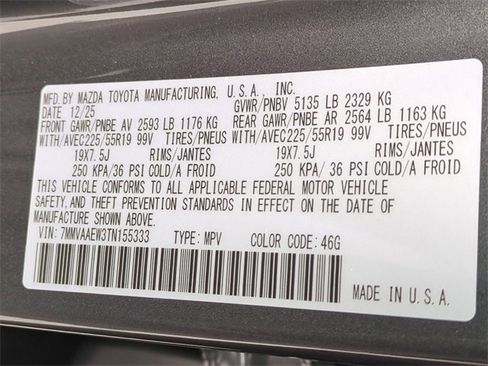 MFD.BY MAZDA TOYOTA MANUFACTURING, U.S.A., INC.
DATE 12/25 GVWR/PNBV 5135 LB 2329 KG
FRONT GAWR/PNBE AV 2593 LB 1176 KG REAR GAWR/PNBE AR 2564 LB 1163 KG
WITH/AVEC225/55R19 99V TIRES/PNEUS WITH/AVEC225/55R19 99V TIRES/PNEUS
19X7.5J RIMS/JANTES 19X7.5J RIMS/JANTES
250 KPA/36 PSI COLD/A FROID 250 KPA/ 36 PSI COLD/A FROID
THIS VEHICLE CONFORMS TO ALL APPLICABLE FEDERAL MOTOR VEHICLE
SAFETY, AND THEFT PREVENTION STANDARDS IN EFFECT ON THE DATE OF
MANUFACTURE SHOWN ABOVE.
VIN: 7MMVAAEW3TN155333 TYPE: MPV COLOR CODE: 46G
MADE IN U.S.A.